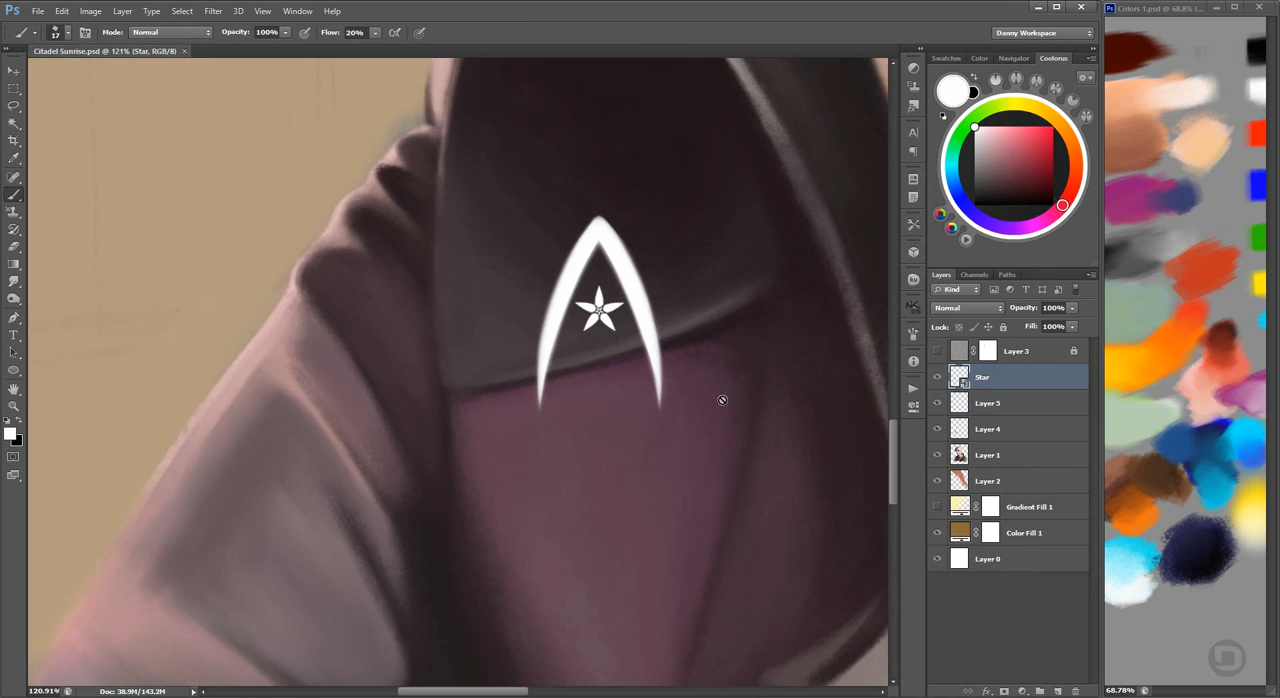 Ps File Edit Image Layer Type Select Filter 3D View Window Help
Colors 1.psd @ 68.8% (
17 Mode: Normal Opacity: 100% Flow: 20% Danny Workspace
Citadel Sunrise.psd @ 121% (Star, RGB/8) ×
Swatches Color Navigator Coolorus
Layers Channels Paths
Kind
Normal Opacity: 100%
Lock: Fill: 100%
Layer 3
Star
Layer 5
Layer 4
Layer 1
Layer 2
Gradient Fill 1
Color Fill 1
Layer 0
120.91% Doc: 38.9M/143.2M
68.78%